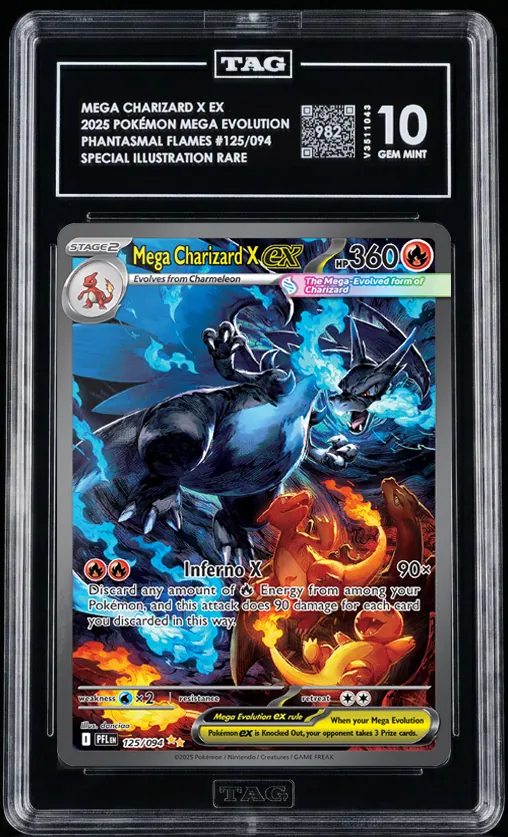 TAG
MEGA CHARIZARD X EX
2025 POKÉMON MEGA EVOLUTION
PHANTASMAL FLAMES #125/094
SPECIAL ILLUSTRATION RARE
982
V3511043
10
GEM MINT
STAGE2
Mega Charizard X ex
HP 360
Evolves from Charmeleon
The Mega-Evolved form of
Charizard
Inferno X 90×
Discard any amount of Energy from among your
Pokémon, and this attack does 90 damage for each card
you discarded in this way.
weakness ×2 resistance retreat
illus. danciao
Mega Evolution ex rule When your Mega Evolution
Pokémon ex is Knocked Out, your opponent takes 3 Prize cards.
PFL EN 125/094
©2025 Pokémon / Nintendo / Creatures / GAME FREAK
TAG